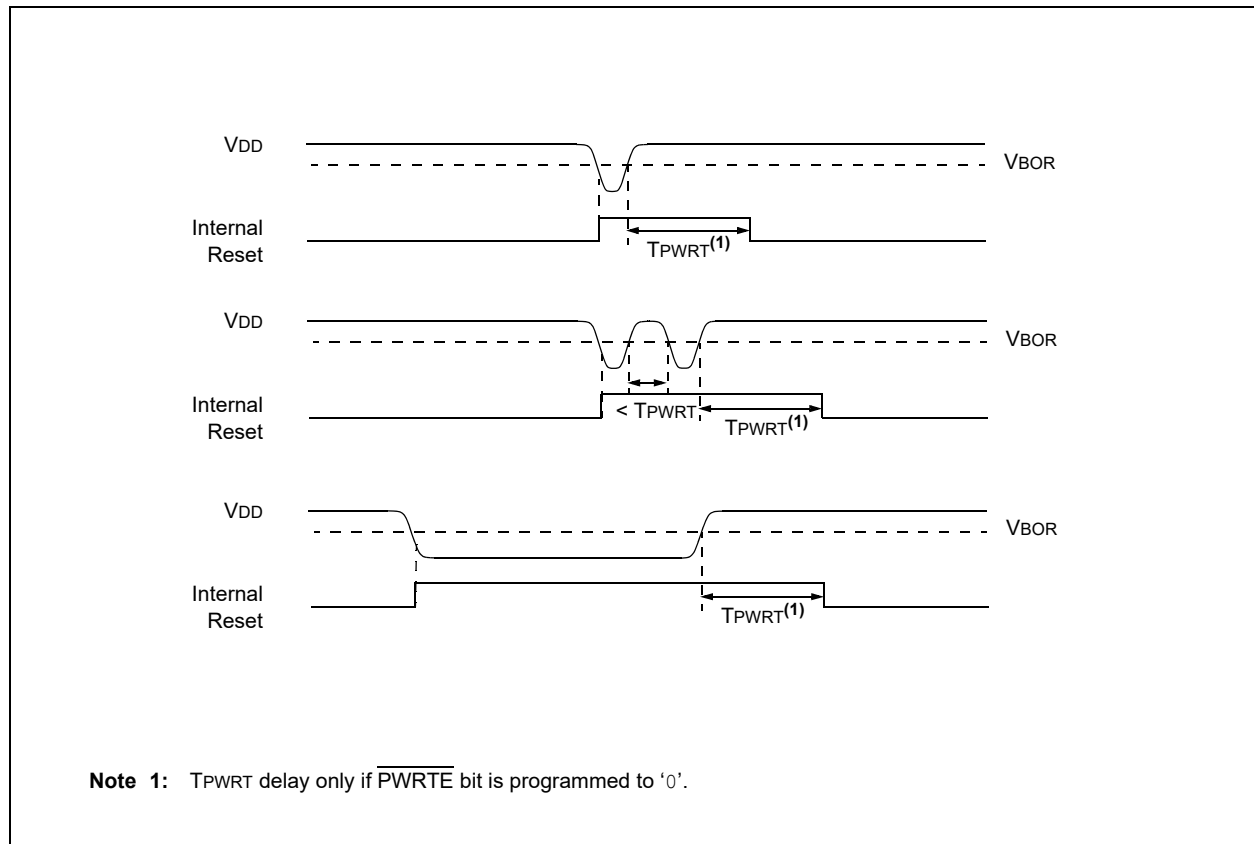 VDD
VBOR
Internal
Reset
TPWRT(1)
VDD
VBOR
Internal
Reset
< TPWRT
TPWRT(1)
VDD
VBOR
Internal
Reset
TPWRT(1)
Note 1: TPWRT delay only if PWRTE bit is programmed to ‘0’.